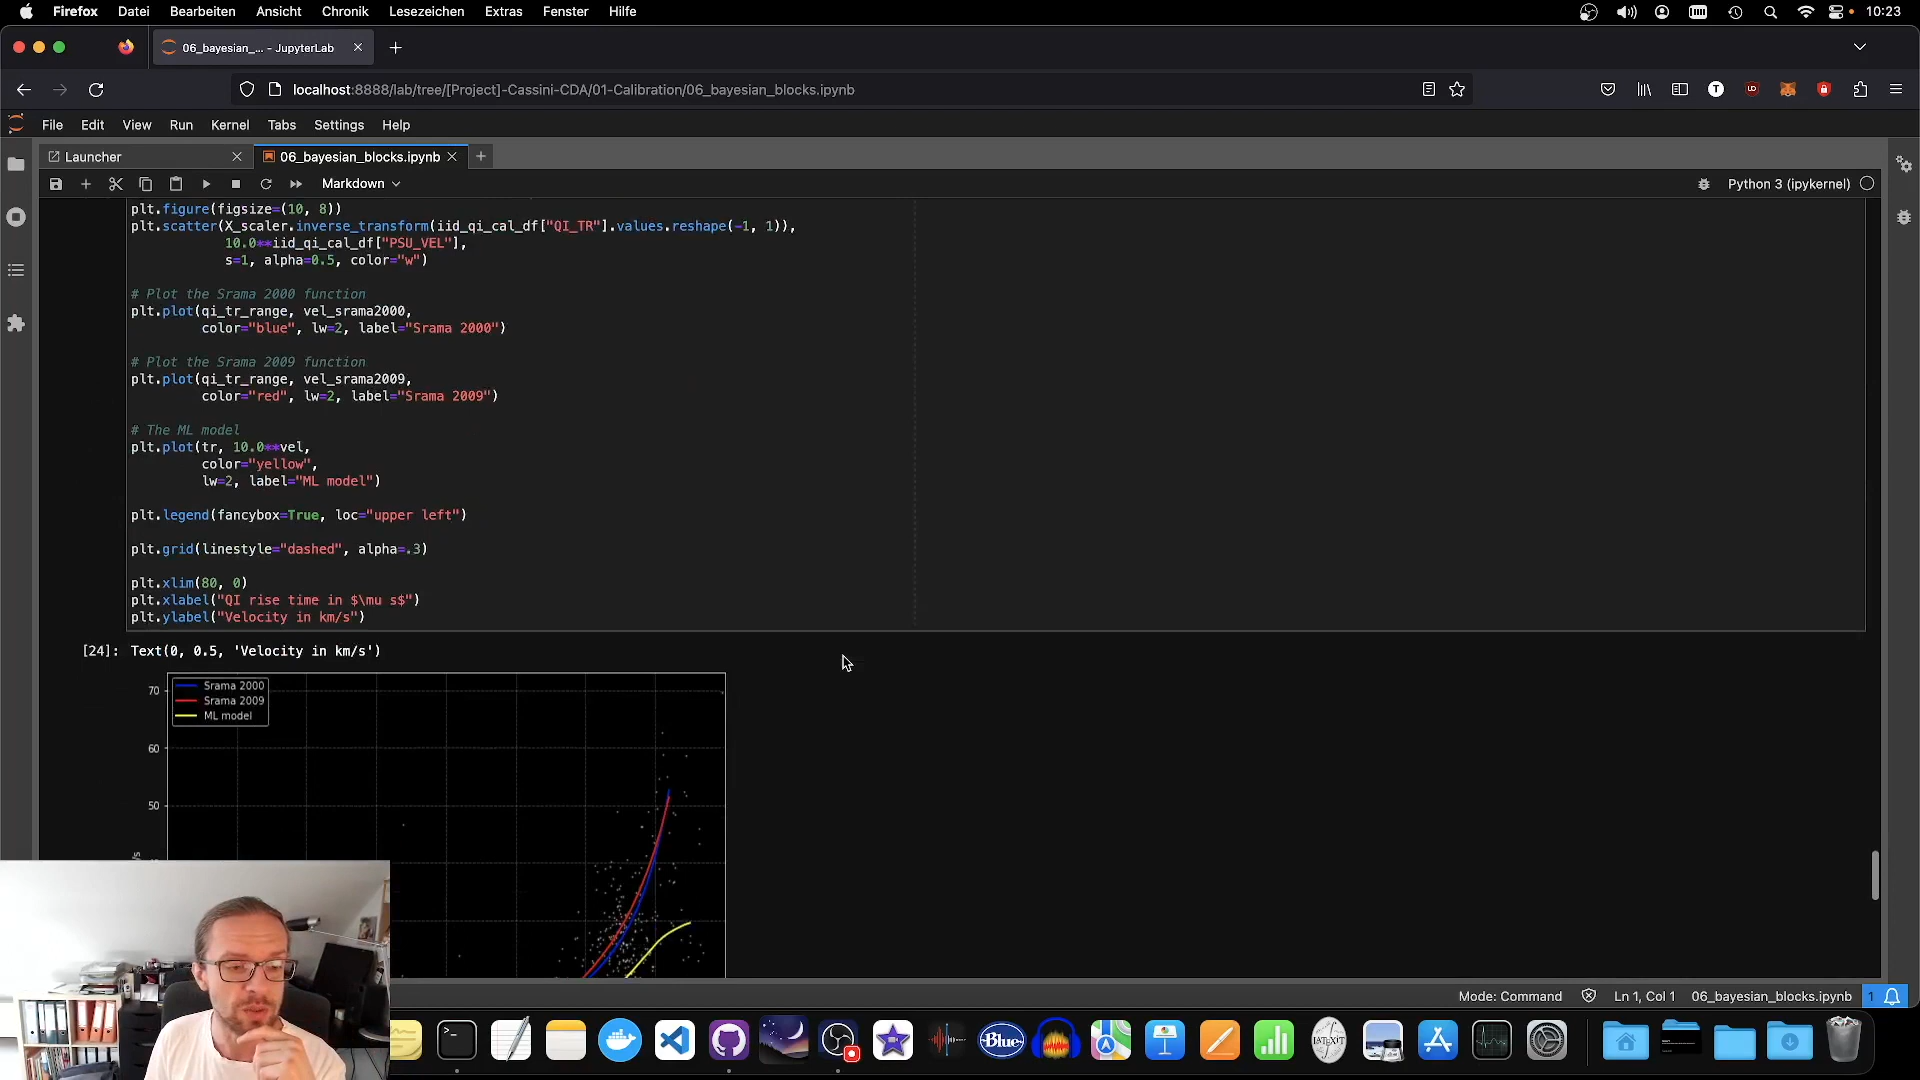 Firefox Datei Bearbeiten Ansicht Chronik Lesezeichen Extras Fenster Hilfe 10:23
06_bayesian_... - JupyterLab
localhost:8888/lab/tree/[Project]-Cassini-CDA/01-Calibration/06_bayesian_blocks.ipynb
File Edit View Run Kernel Tabs Settings Help
Launcher 06_bayesian_blocks.ipynb
Markdown Python 3 (ipykernel)
plt.figure(figsize=(10, 8))
plt.scatter(X_scaler.inverse_transform(iid_qi_cal_df["QI_TR"].values.reshape(-1, 1)),
10.0**iid_qi_cal_df["PSU_VEL"],
s=1, alpha=0.5, color="w")
# Plot the Srama 2000 function
plt.plot(qi_tr_range, vel_srama2000,
color="blue", lw=2, label="Srama 2000")
# Plot the Srama 2009 function
plt.plot(qi_tr_range, vel_srama2009,
color="red", lw=2, label="Srama 2009")
# The ML model
plt.plot(tr, 10.0**vel,
color="yellow",
lw=2, label="ML model")
plt.legend(fancybox=True, loc="upper left")
plt.grid(linestyle="dashed", alpha=.3)
plt.xlim(80, 0)
plt.xlabel("QI rise time in $\mu s$")
plt.ylabel("Velocity in km/s")
[24]: Text(0, 0.5, 'Velocity in km/s')
Srama 2000
Srama 2009
ML model
70
60
50
Mode: Command Ln 1, Col 1 06_bayesian_blocks.ipynb 1
Blue